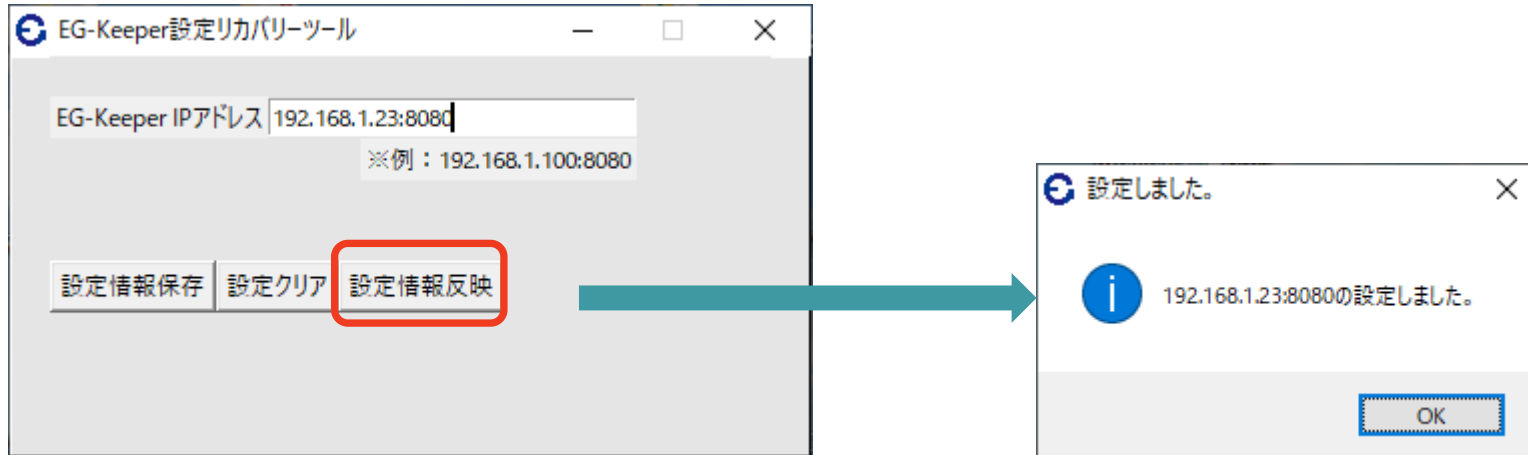 EG-Keeper設定リカバリーツール
EG-Keeper IPアドレス 192.168.1.23:8080
※例：192.168.1.100:8080
設定情報保存 設定クリア 設定情報反映
設定しました。
192.168.1.23:8080の設定しました。
OK